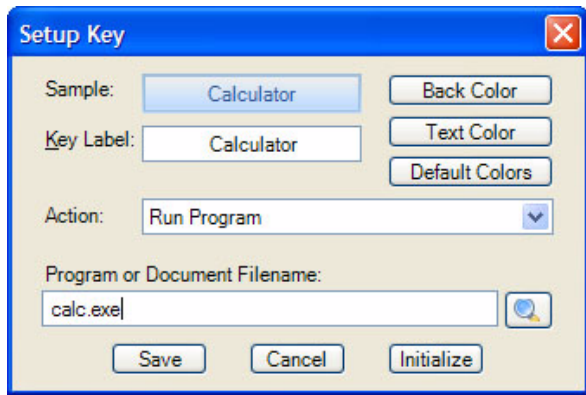 Setup Key
Sample: Calculator Back Color
Key Label: Calculator Text Color
Default Colors
Action: Run Program
Program or Document Filename:
calc.exe
Save Cancel Initialize